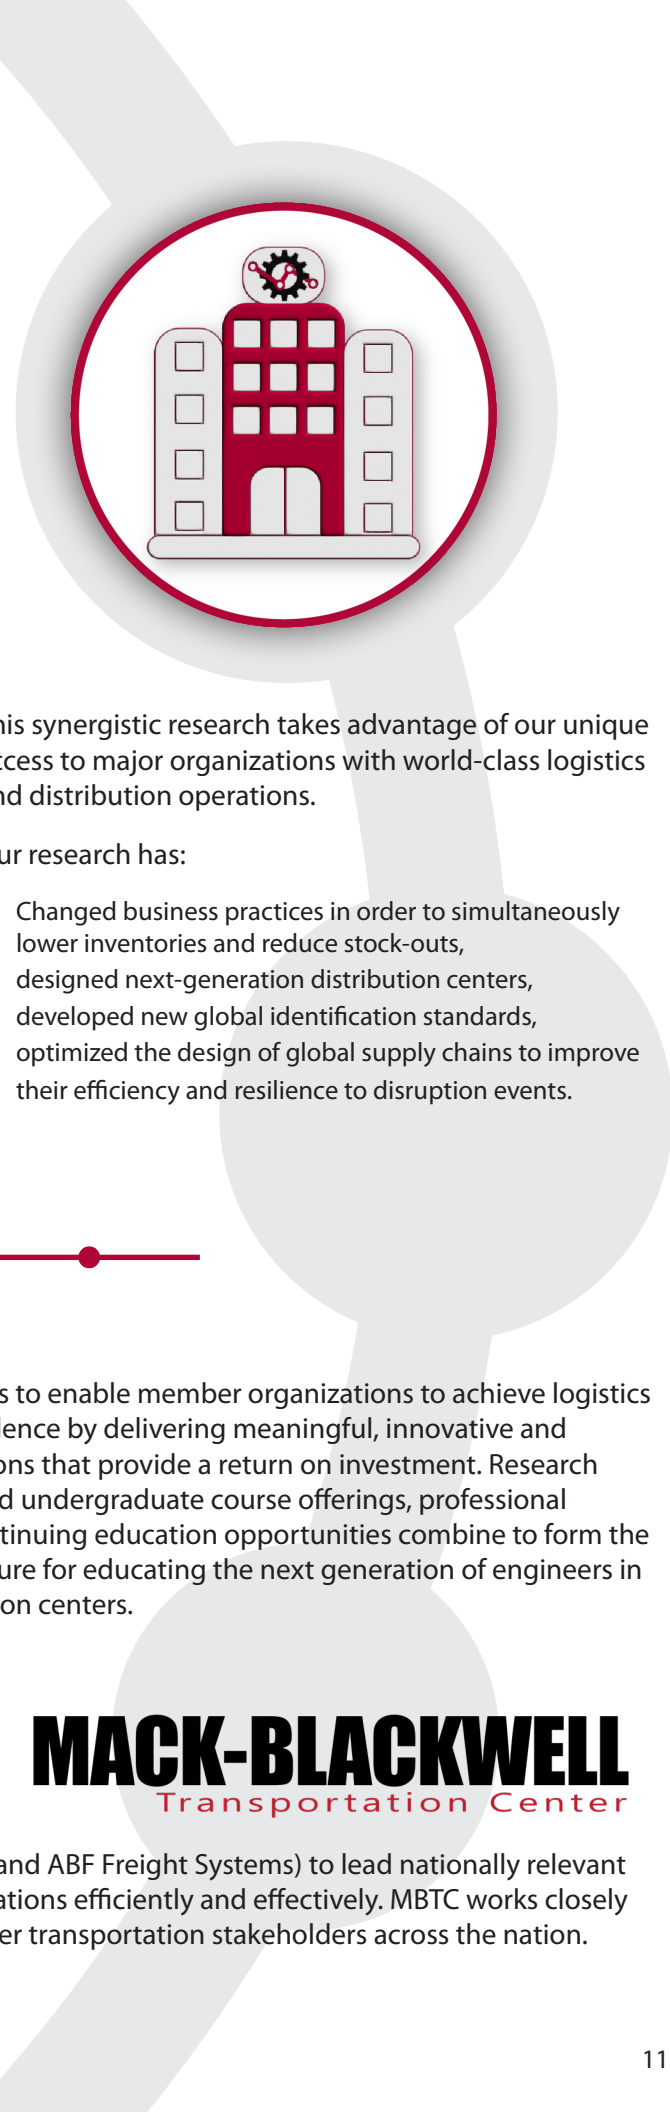 his synergistic research takes advantage of our unique
ccess to major organizations with world-class logistics
nd distribution operations.
ur research has:
Changed business practices in order to simultaneously
lower inventories and reduce stock-outs,
designed next-generation distribution centers,
developed new global identification standards,
optimized the design of global supply chains to improve
their efficiency and resilience to disruption events.
s to enable member organizations to achieve logistics
lence by delivering meaningful, innovative and
ons that provide a return on investment. Research
d undergraduate course offerings, professional
tinuing education opportunities combine to form the
ure for educating the next generation of engineers in
on centers.
MACK-BLACKWELL
Transportation Center
and ABF Freight Systems) to lead nationally relevant
ations efficiently and effectively. MBTC works closely
er transportation stakeholders across the nation.
11